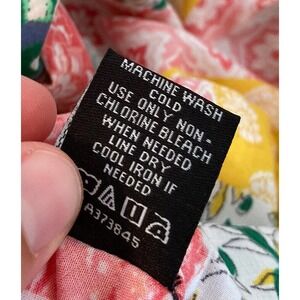 MACHINE WASH
COLD
USE ONLY NON-
CHLORINE BLEACH
WHEN NEEDED
LINE DRY
COOL IRON IF
NEEDED
A373845